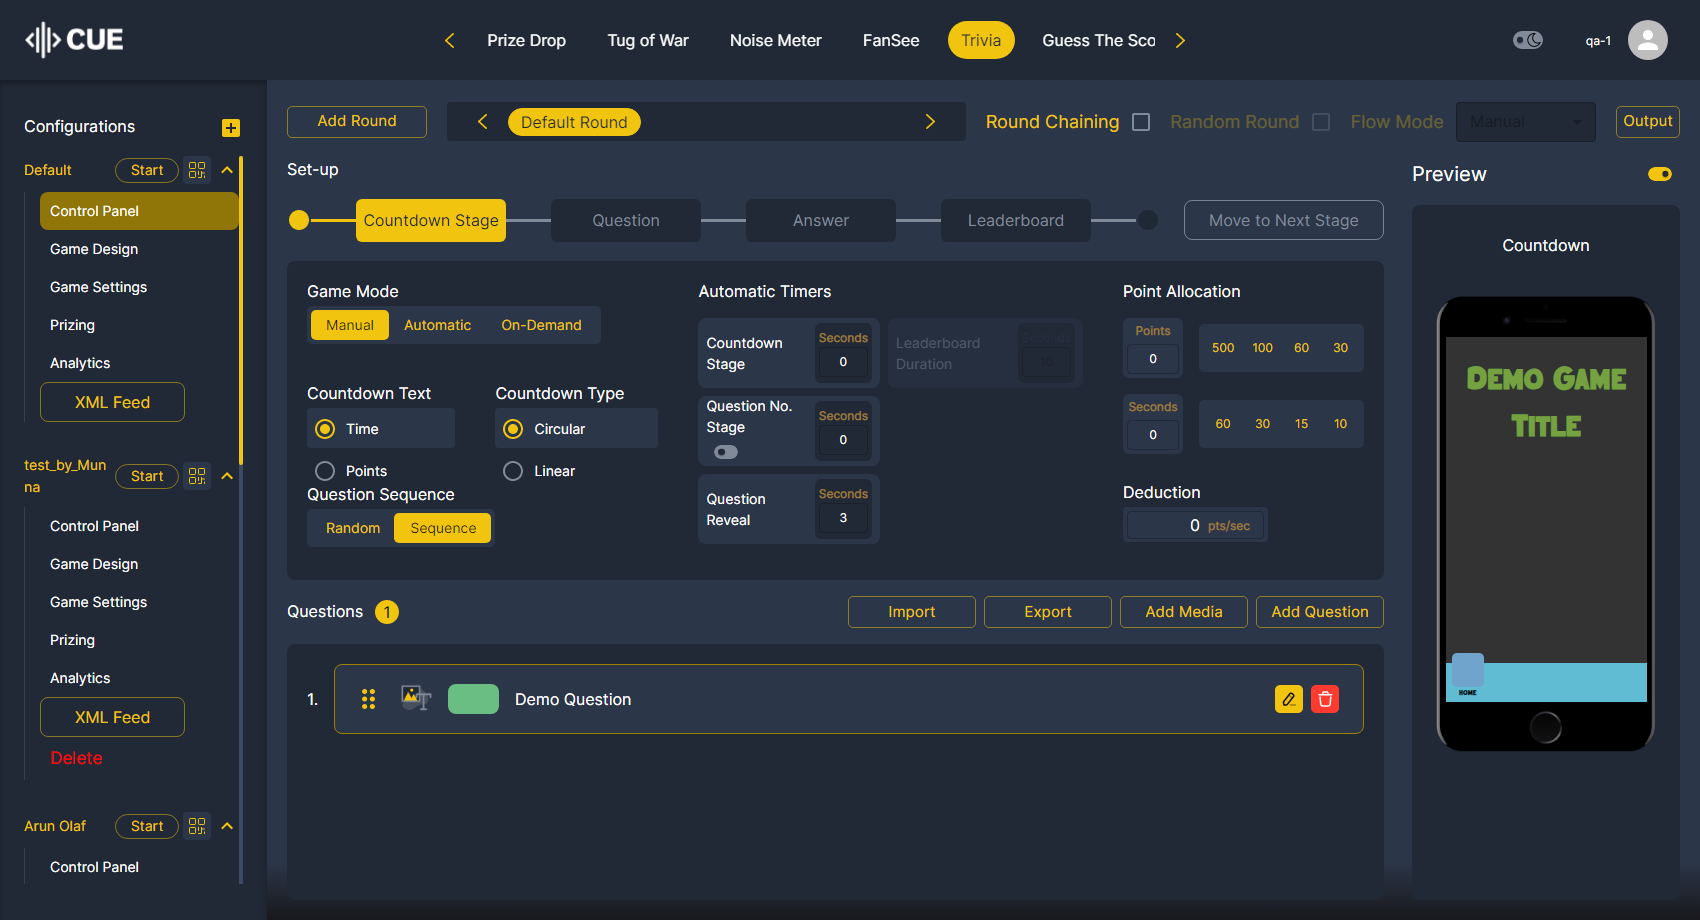 CUE
Prize Drop
Tug of War
Noise Meter
FanSee
Trivia
Guess The Sco
qa-1
Configurations
Default
Start
Control Panel
Game Design
Game Settings
Prizing
Analytics
XML Feed
test_by_Mun
na
Start
Control Panel
Game Design
Game Settings
Prizing
Analytics
XML Feed
Delete
Arun Olaf
Start
Control Panel
Add Round
Default Round
Round Chaining
Random Round
Flow Mode
Manual
Output
Set-up
Countdown Stage
Question
Answer
Leaderboard
Move to Next Stage
Game Mode
Manual
Automatic
On-Demand
Countdown Text
Time
Points
Countdown Type
Circular
Linear
Question Sequence
Random
Sequence
Automatic Timers
Countdown
Stage
Seconds
0
Leaderboard
Duration
Seconds
10
Question No.
Stage
Seconds
0
Question
Reveal
Seconds
3
Point Allocation
Points
0
500 100 60 30
Seconds
0
60 30 15 10
Deduction
0 pts/sec
Questions 1
Import
Export
Add Media
Add Question
1.
T
Demo Question
Preview
Countdown
Demo Game
Title
HOME